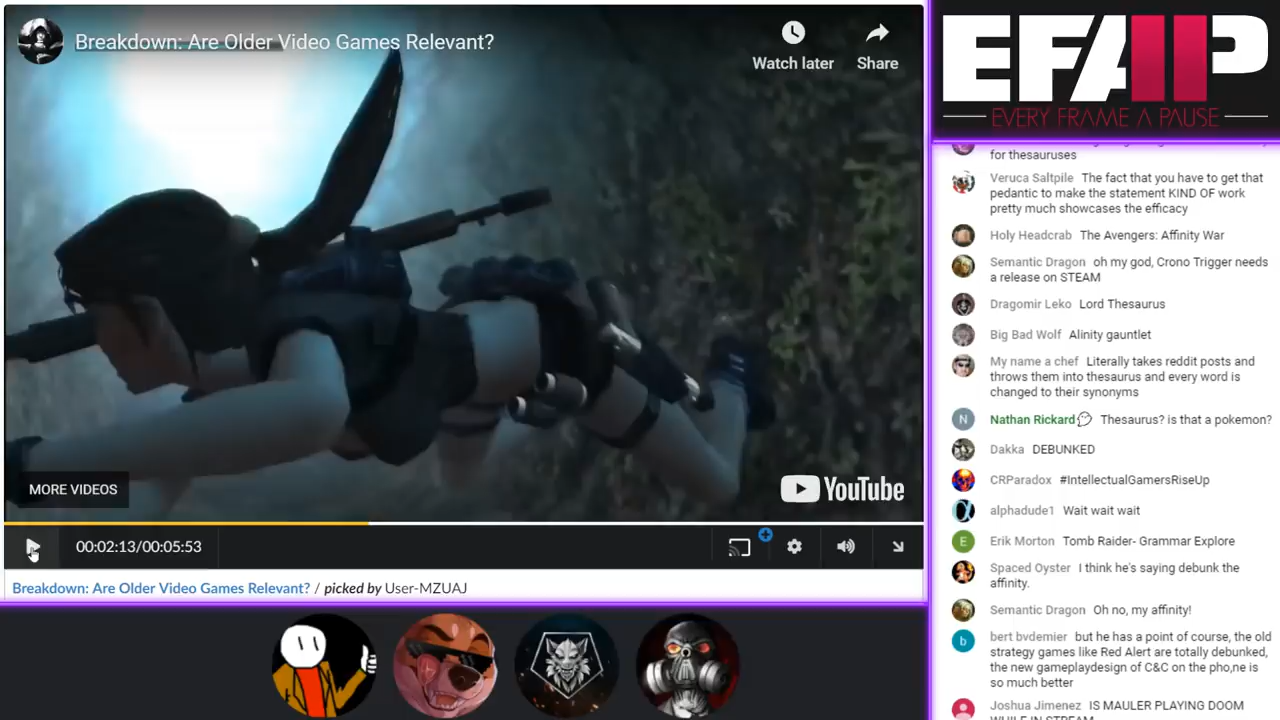 Breakdown: Are Older Video Games Relevant?
Watch later
Share
MORE VIDEOS
YouTube
00:02:13/00:05:53
Breakdown: Are Older Video Games Relevant? / picked by User-MZUAJ
EFAP
EVERY FRAME A PAUSE
for thesauruses
Veruca Saltpile The fact that you have to get that
pedantic to make the statement KIND OF work
pretty much showcases the efficacy
Holy Headcrab The Avengers: Affinity War
Semantic Dragon oh my god, Crono Trigger needs
a release on STEAM
Dragomir Leko Lord Thesaurus
Big Bad Wolf Alinity gauntlet
My name a chef Literally takes reddit posts and
throws them into thesaurus and every word is
changed to their synonyms
N
Nathan Rickard Thesaurus? is that a pokemon?
Dakka DEBUNKED
CRParadox #IntellectualGamersRiseUp
alphadude1 Wait wait wait
E
Erik Morton Tomb Raider- Grammar Explore
Spaced Oyster I think he's saying debunk the
affinity.
Semantic Dragon Oh no, my affinity!
b
bert bvdemier but he has a point of course, the old
strategy games like Red Alert are totally debunked,
the new gameplaydesign of C&C on the pho,ne is
so much better
Joshua Jimenez IS MAULER PLAYING DOOM
WHILE IN STREAM